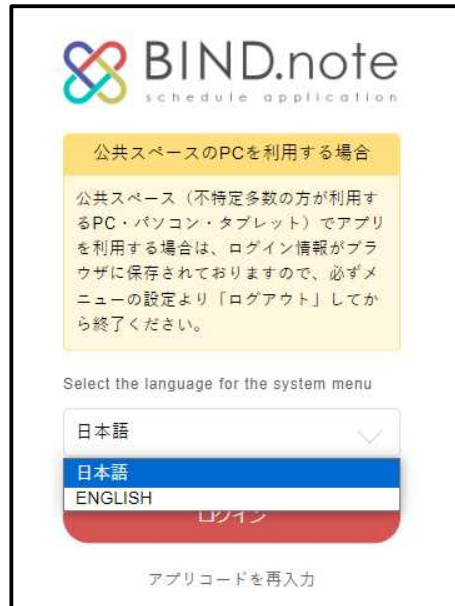 BIND.note
schedule application
公共スペースのPCを利用する場合
公共スペース（不特定多数の方が利用す
るPC・パソコン・タブレット）でアプリ
を利用する場合は、ログイン情報がブラ
ウザに保存されておりますので、必ずメ
ニューの設定より「ログアウト」してか
ら終了ください。
Select the language for the system menu
日本語
日本語
ENGLISH
ログイン
アプリコードを再入力